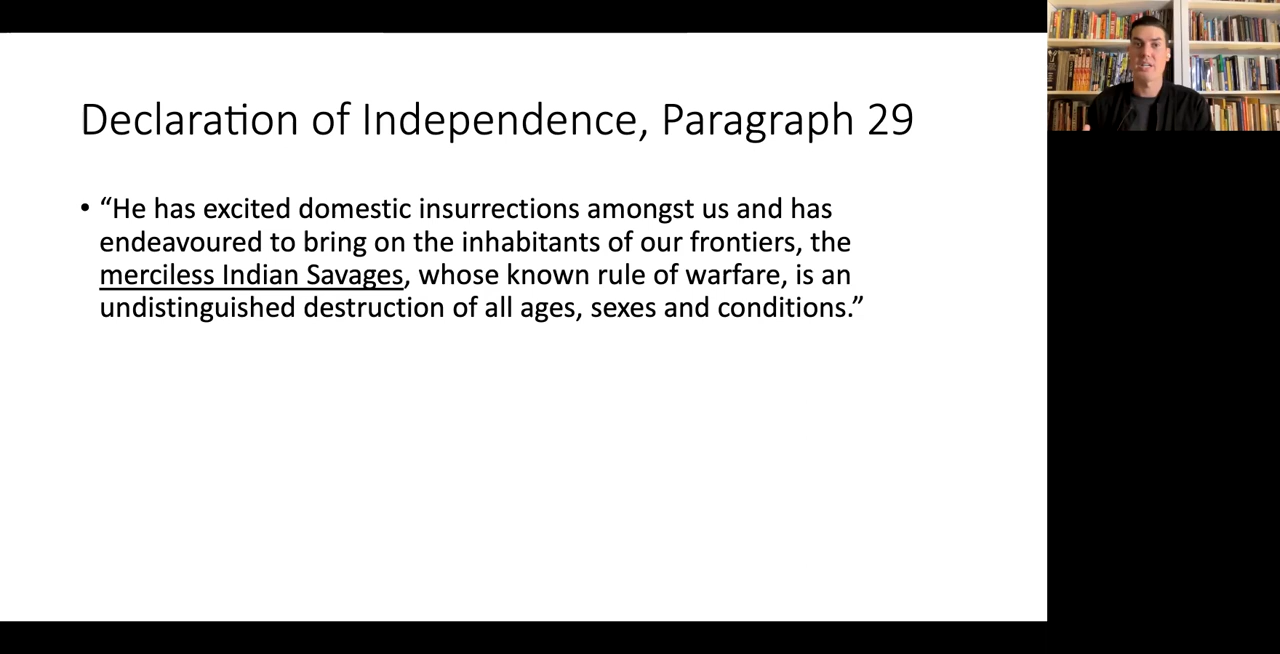 Declaration of Independence, Paragraph 29
• “He has excited domestic insurrections amongst us and has
endeavoured to bring on the inhabitants of our frontiers, the
merciless Indian Savages, whose known rule of warfare, is an
undistinguished destruction of all ages, sexes and conditions.”